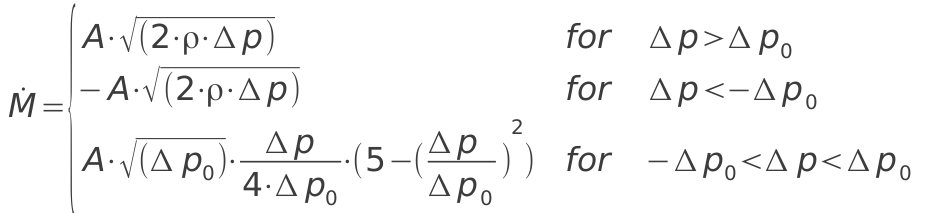 A·√(2·ρ·Δp) for Δp>Δp₀
Ṁ= −A·√(2·ρ·Δp) for Δp<−Δp₀
A·√(Δp₀)·Δp/(4·Δp₀)·(5−(Δp/Δp₀)²) for −Δp₀<Δp<Δp₀